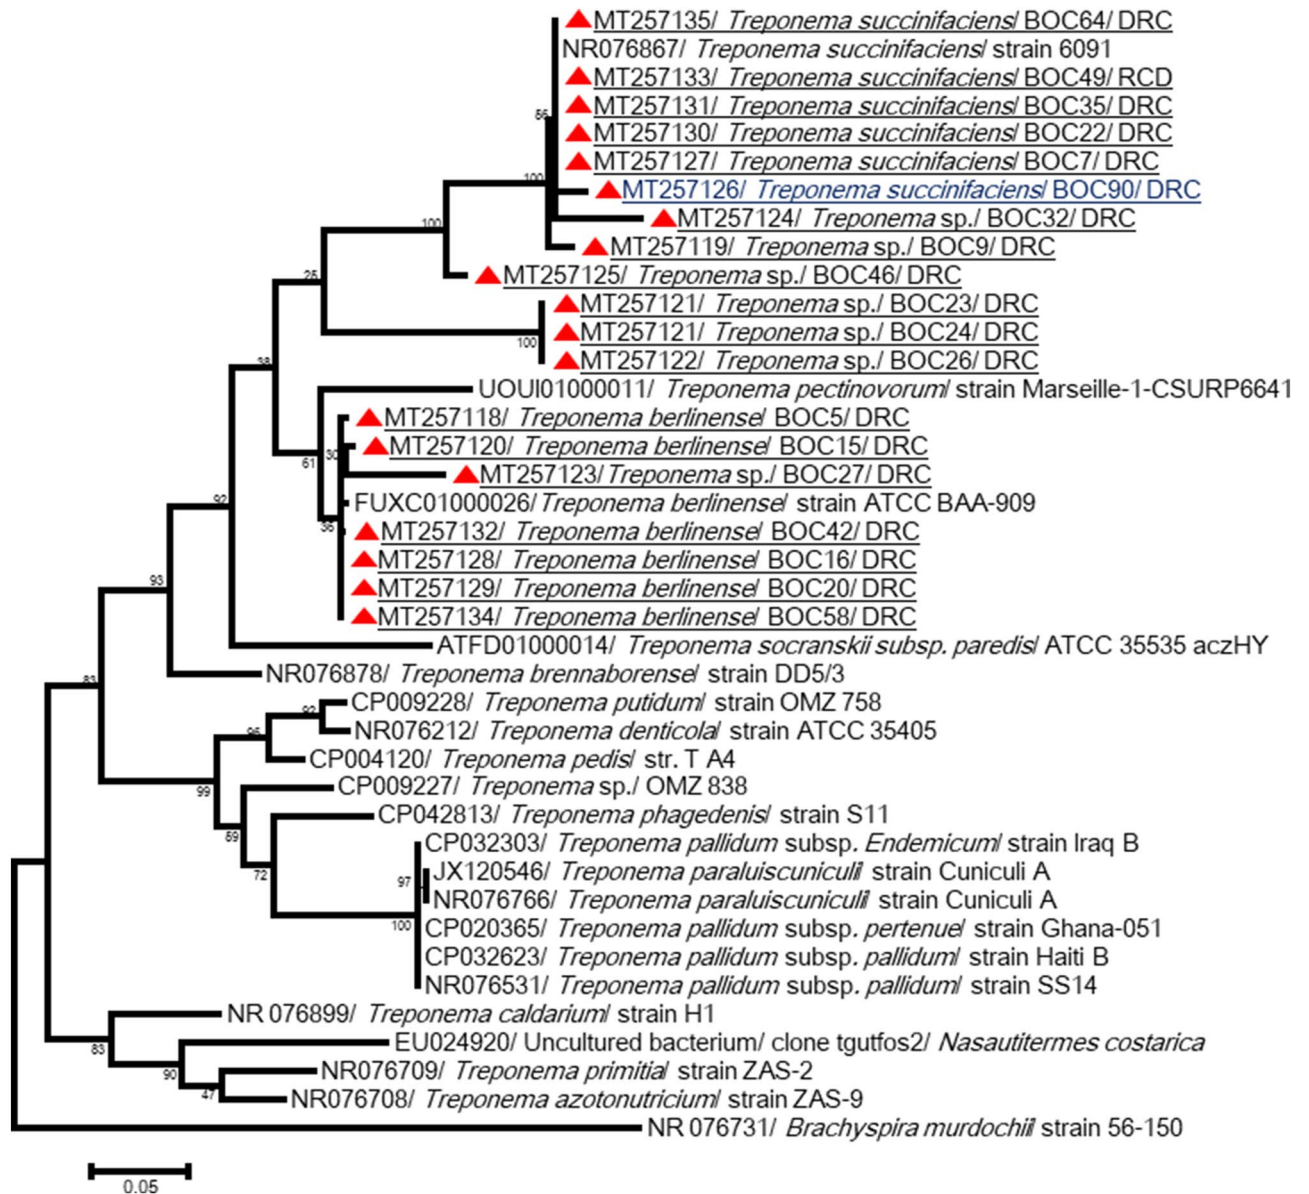 MT257135/ Treponema succinifaciens/ BOC64/ DRC
NR076867/ Treponema succinifaciens/ strain 6091
MT257133/ Treponema succinifaciens/ BOC49/ RCD
56
MT257131/ Treponema succinifaciens/ BOC35/ DRC
MT257130/ Treponema succinifaciens/ BOC22/ DRC
MT257127/ Treponema succinifaciens/ BOC7/ DRC
100
MT257126/ Treponema succinifaciens/ BOC90/ DRC
100
MT257124/ Treponema sp./ BOC32/ DRC
MT257119/ Treponema sp./ BOC9/ DRC
25
MT257125/ Treponema sp./ BOC46/ DRC
MT257121/ Treponema sp./ BOC23/ DRC
100
MT257121/ Treponema sp./ BOC24/ DRC
38
MT257122/ Treponema sp./ BOC26/ DRC
UOUI01000011/ Treponema pectinovorum/ strain Marseille-1-CSURP6641
MT257118/ Treponema berlinense/ BOC5/ DRC
MT257120/ Treponema berlinense/ BOC15/ DRC
61
30
MT257123/ Treponema sp./ BOC27/ DRC
92
FUXC01000026/ Treponema berlinense/ strain ATCC BAA-909
36
MT257132/ Treponema berlinense/ BOC42/ DRC
MT257128/ Treponema berlinense/ BOC16/ DRC
93
MT257129/ Treponema berlinense/ BOC20/ DRC
MT257134/ Treponema berlinense/ BOC58/ DRC
ATFD01000014/ Treponema socranskii subsp. paredis/ ATCC 35535 aczHY
83
NR076878/ Treponema brennaborense/ strain DD5/3
92
CP009228/ Treponema putidum/ strain OMZ 758
95
NR076212/ Treponema denticola/ strain ATCC 35405
CP004120/ Treponema pedis/ str. T A4
99
CP009227/ Treponema sp./ OMZ 838
59
CP042813/ Treponema phagedenis/ strain S11
CP032303/ Treponema pallidum subsp. Endemicum/ strain Iraq B
72
97
JX120546/ Treponema paraluiscuniculi/ strain Cuniculi A
NR076766/ Treponema paraluiscuniculi/ strain Cuniculi A
100
CP020365/ Treponema pallidum subsp. pertenue/ strain Ghana-051
CP032623/ Treponema pallidum subsp. pallidum/ strain Haiti B
NR076531/ Treponema pallidum subsp. pallidum/ strain SS14
NR 076899/ Treponema caldarium/ strain H1
83
EU024920/ Uncultured bacterium/ clone tgutfos2/ Nasautitermes costarica
90
NR076709/ Treponema primitia/ strain ZAS-2
47
NR076708/ Treponema azotonutricium/ strain ZAS-9
NR 076731/ Brachyspira murdochii/ strain 56-150
0.05